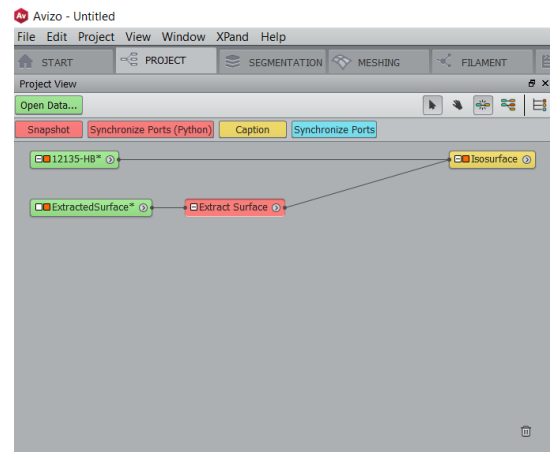 Av Avizo - Untitled
File Edit Project View Window XPand Help
START PROJECT SEGMENTATION MESHING FILAMENT
Project View
Open Data...
Snapshot Synchronize Ports (Python) Caption Synchronize Ports
12135-HB* Isosurface
ExtractedSurface* Extract Surface